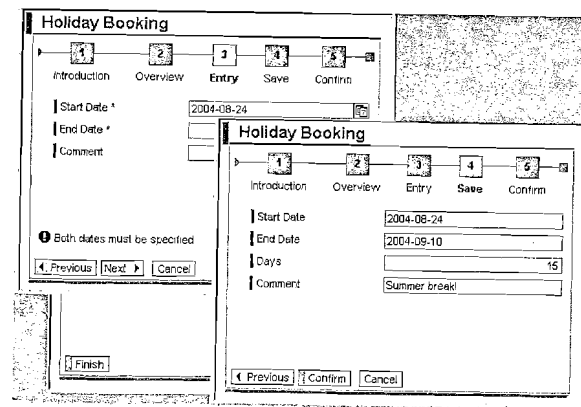 Holiday Booking
1 2 3 4 5
Introduction Overview Entry Save Confirm
Start Date * 2004-08-24
End Date *
Comment
Both dates must be specified
Previous Next Cancel
Finish
Holiday Booking
1 2 3 4 5
Introduction Overview Entry Save Confirm
Start Date 2004-08-24
End Date 2004-09-10
Days 15
Comment Summer break!
Previous Confirm Cancel